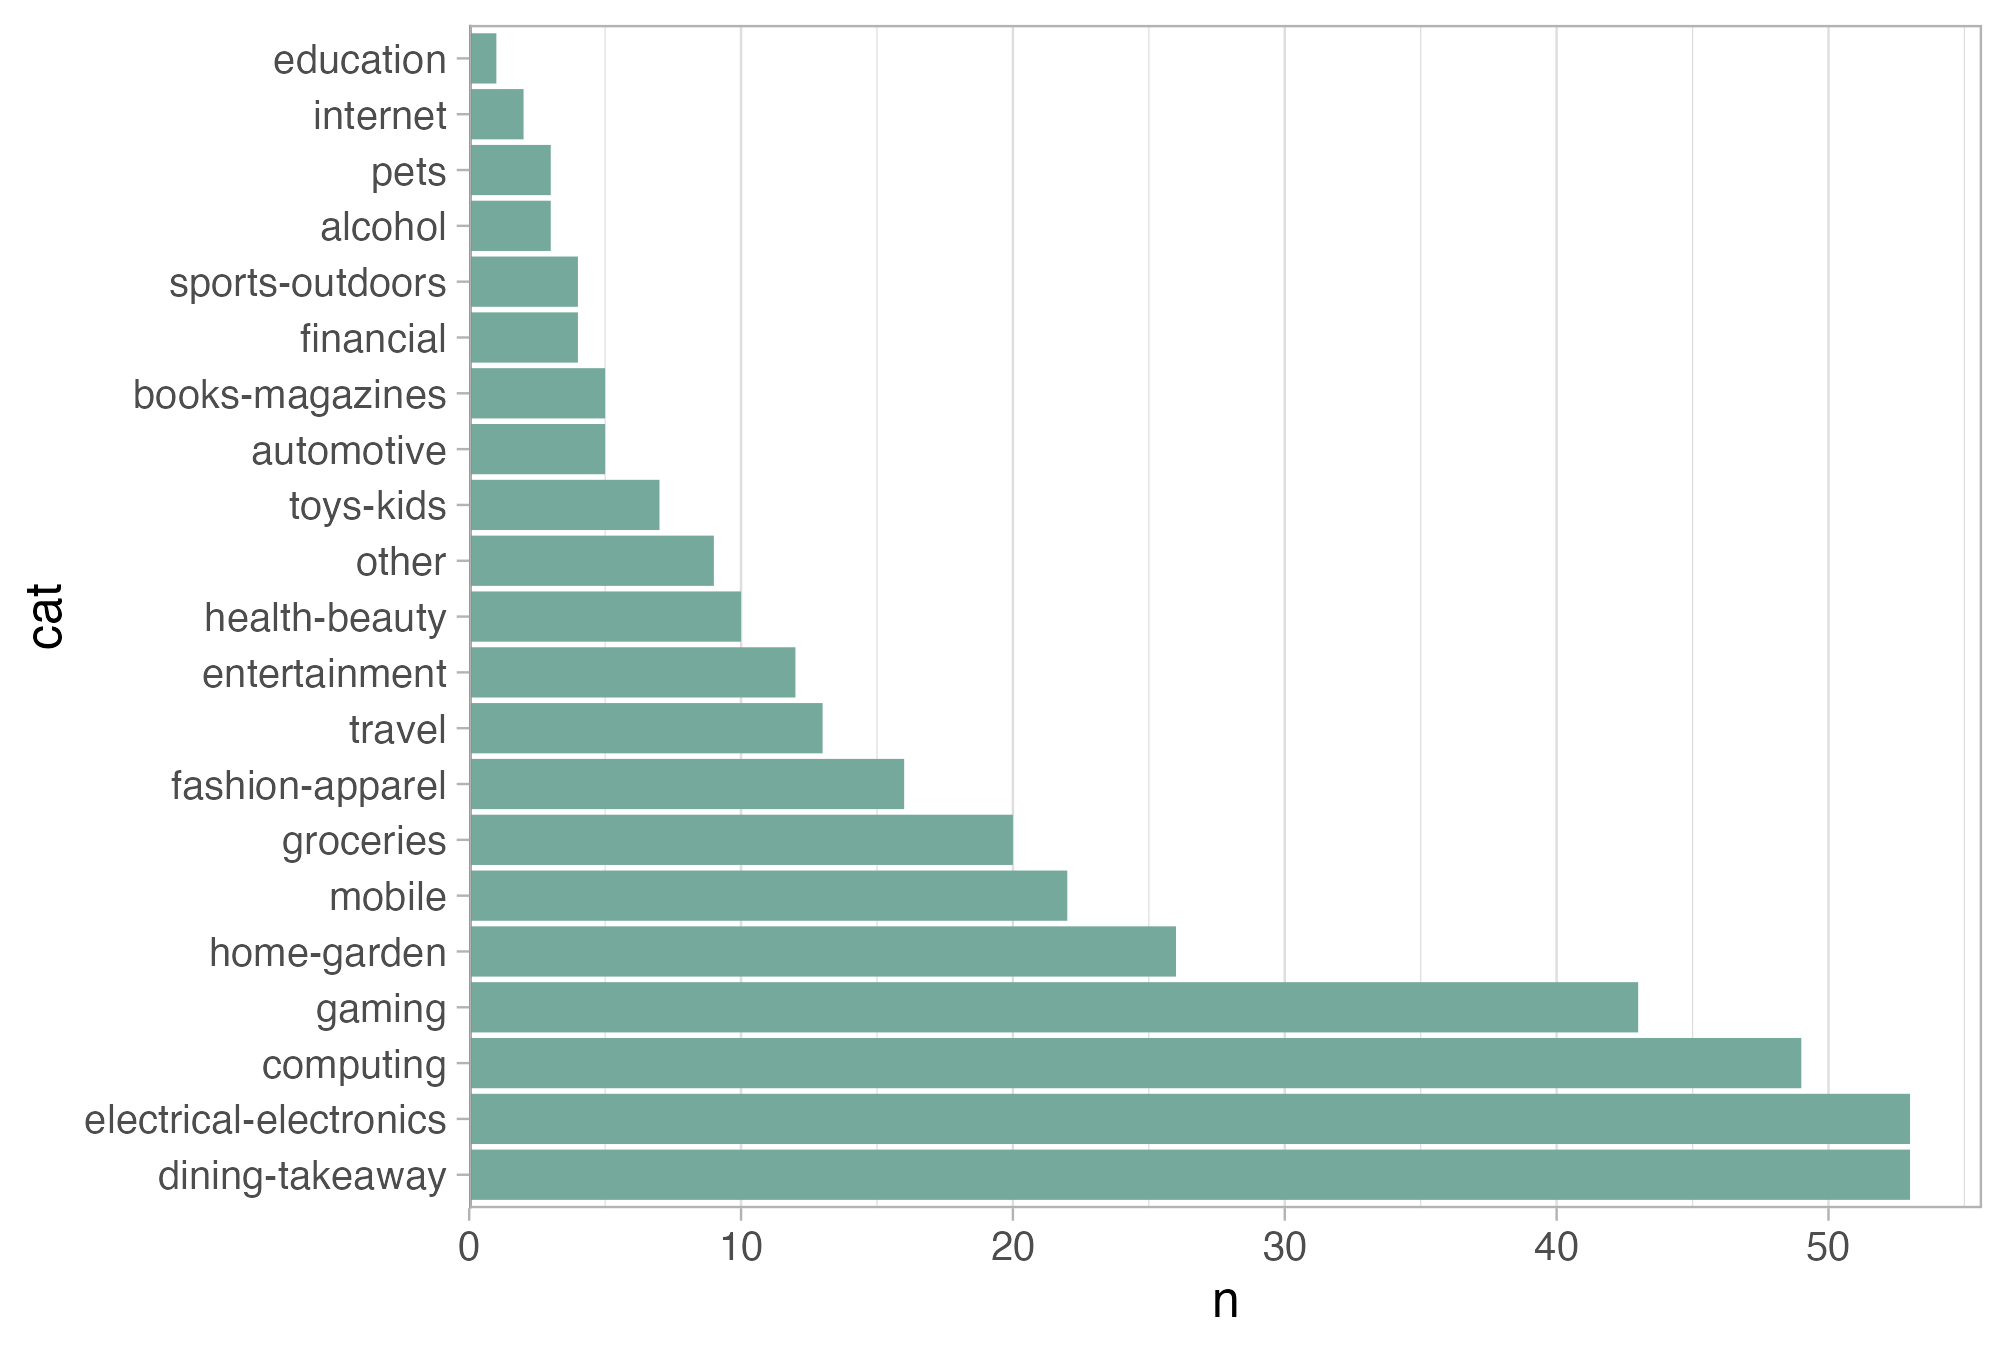 education
internet
pets
alcohol
sports-outdoors
financial
books-magazines
automotive
toys-kids
other
health-beauty
entertainment
travel
fashion-apparel
groceries
mobile
home-garden
gaming
computing
electrical-electronics
dining-takeaway
cat
0 10 20 30 40 50
n